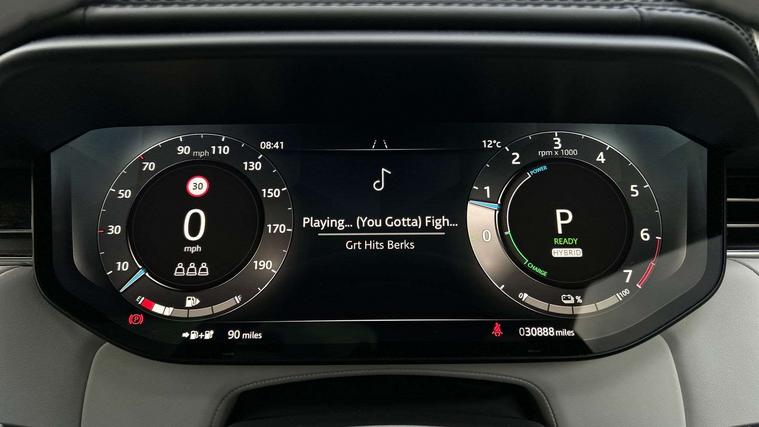 08:41
12°C
90 mph 110
70
130
50
150
30
170
10
190
30
0
mph
E
F
Playing... (You Gotta) Figh...
Grt Hits Berks
rpm x 1000
0
1
2
3
4
5
6
7
POWER
P
READY
HYBRID
CHARGE
0
%
100
(P)
+
90 miles
030888 miles